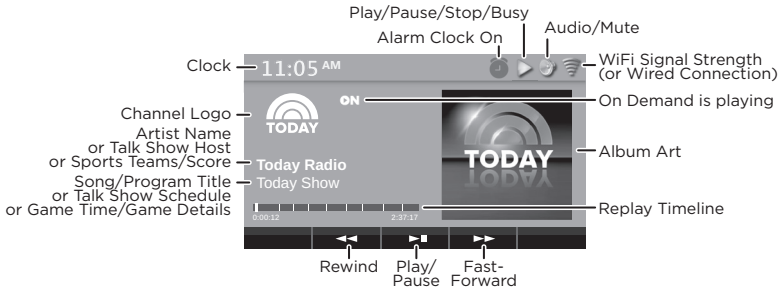 Play/Pause/Stop/Busy
Alarm Clock On
Audio/Mute
Clock
11:05 AM
WiFi Signal Strength
(or Wired Connection)
Channel Logo
TODAY
ON
On Demand is playing
Artist Name
or Talk Show Host
or Sports Teams/Score
Today Radio
TODAY
Album Art
Song/Program Title
or Talk Show Schedule
or Game Time/Game Details
Today Show
0:00:12
2:37:17
Replay Timeline
Rewind
Play/
Pause
Fast-
Forward